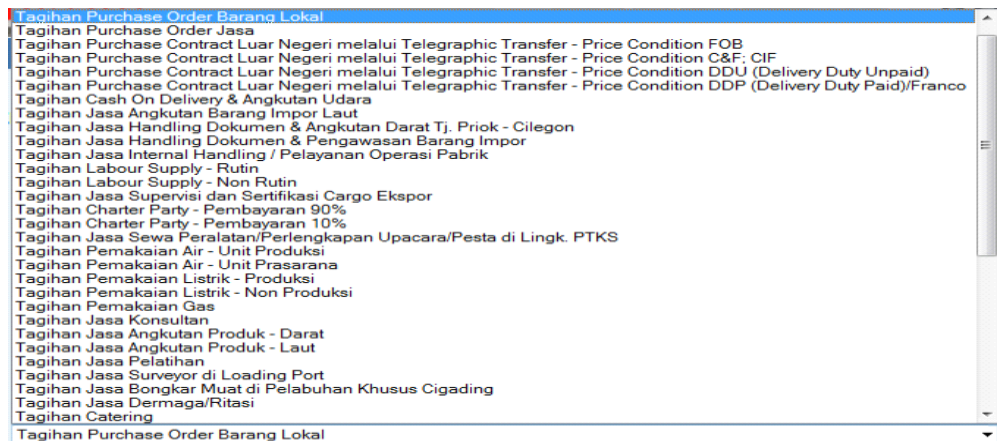 Tagihan Purchase Order Barang Lokal
Tagihan Purchase Order Jasa
Tagihan Purchase Contract Luar Negeri melalui Telegraphic Transfer - Price Condition FOB
Tagihan Purchase Contract Luar Negeri melalui Telegraphic Transfer - Price Condition C&F; CIF
Tagihan Purchase Contract Luar Negeri melalui Telegraphic Transfer - Price Condition DDU (Delivery Duty Unpaid)
Tagihan Purchase Contract Luar Negeri melalui Telegraphic Transfer - Price Condition DDP (Delivery Duty Paid)/Franco
Tagihan Cash On Delivery & Angkutan Udara
Tagihan Jasa Angkutan Barang Impor Laut
Tagihan Jasa Handling Dokumen & Angkutan Darat Tj. Priok - Cilegon
Tagihan Jasa Handling Dokumen & Pengawasan Barang Impor
Tagihan Jasa Internal Handling / Pelayanan Operasi Pabrik
Tagihan Labour Supply - Rutin
Tagihan Labour Supply - Non Rutin
Tagihan Jasa Supervisi dan Sertifikasi Cargo Ekspor
Tagihan Charter Party - Pembayaran 90%
Tagihan Charter Party - Pembayaran 10%
Tagihan Jasa Sewa Peralatan/Perlengkapan Upacara/Pesta di Lingk. PTKS
Tagihan Pemakaian Air - Unit Produksi
Tagihan Pemakaian Air - Unit Prasarana
Tagihan Pemakaian Listrik - Produksi
Tagihan Pemakaian Listrik - Non Produksi
Tagihan Pemakaian Gas
Tagihan Jasa Konsultan
Tagihan Jasa Angkutan Produk - Darat
Tagihan Jasa Angkutan Produk - Laut
Tagihan Jasa Pelatihan
Tagihan Jasa Surveyor di Loading Port
Tagihan Jasa Bongkar Muat di Pelabuhan Khusus Cigading
Tagihan Jasa Dermaga/Ritasi
Tagihan Catering
Tagihan Purchase Order Barang Lokal